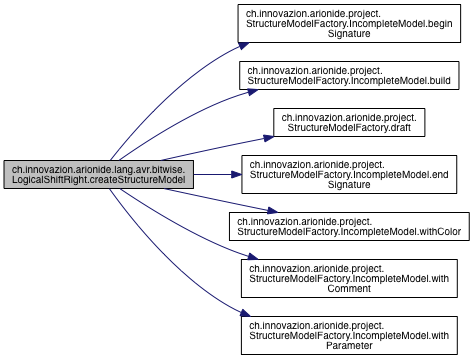 ch.innovazion.arionide.lang.avr.bitwise.
LogicalShiftRight.createStructureModel
ch.innovazion.arionide.project.
StructureModelFactory.IncompleteModel.begin
Signature
ch.innovazion.arionide.project.
StructureModelFactory.IncompleteModel.build
ch.innovazion.arionide.project.
StructureModelFactory.draft
ch.innovazion.arionide.project.
StructureModelFactory.IncompleteModel.end
Signature
ch.innovazion.arionide.project.
StructureModelFactory.IncompleteModel.withColor
ch.innovazion.arionide.project.
StructureModelFactory.IncompleteModel.with
Comment
ch.innovazion.arionide.project.
StructureModelFactory.IncompleteModel.with
Parameter